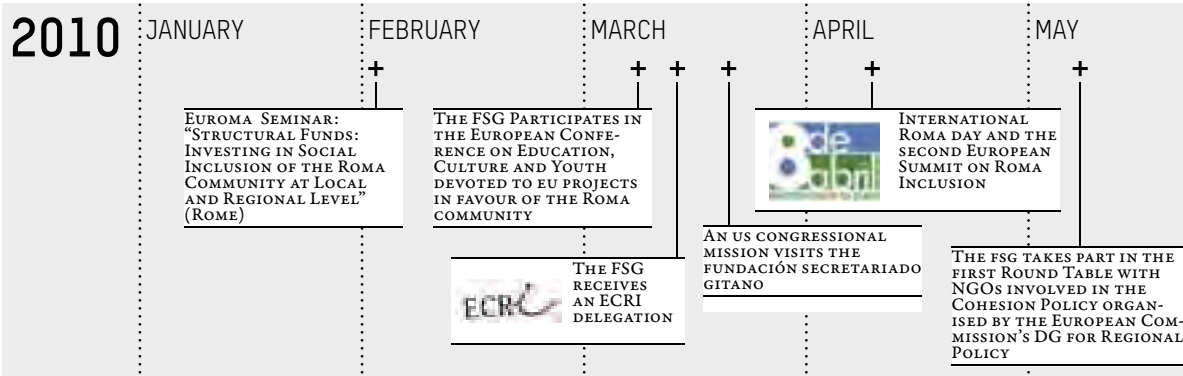 2010
JANUARY
FEBRUARY
MARCH
APRIL
MAY
EUROMA SEMINAR:
"STRUCTURAL FUNDS:
INVESTING IN SOCIAL
INCLUSION OF THE ROMA
COMMUNITY AT LOCAL
AND REGIONAL LEVEL"
(ROME)
THE FSG PARTICIPATES IN
THE EUROPEAN CONFE-
RENCE ON EDUCATION,
CULTURE AND YOUTH
DEVOTED TO EU PROJECTS
IN FAVOUR OF THE ROMA
COMMUNITY
ECRI
THE FSG
RECEIVES
AN ECRI
DELEGATION
AN US CONGRESSIONAL
MISSION VISITS THE
FUNDACIÓN SECRETARIADO
GITANO
8 de
abril
INTERNATIONAL
ROMA DAY AND THE
SECOND EUROPEAN
SUMMIT ON ROMA
INCLUSION
THE FSG TAKES PART IN THE
FIRST ROUND TABLE WITH
NGOS INVOLVED IN THE
COHESION POLICY ORGAN-
ISED BY THE EUROPEAN COM-
MISSION'S DG FOR REGIONAL
POLICY